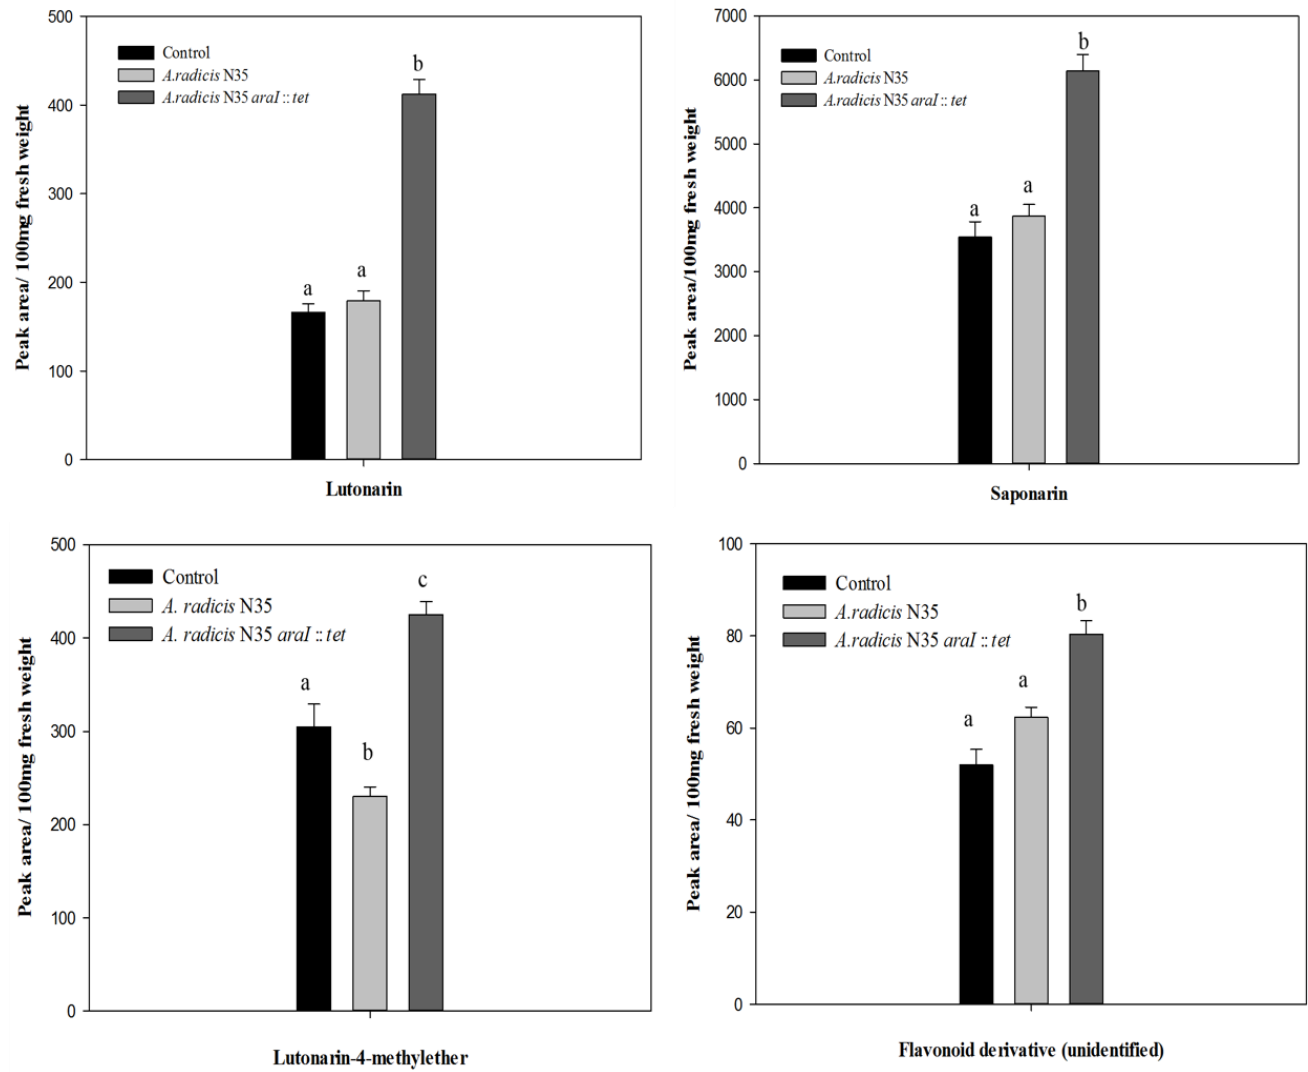 500
400
300
200
100
0
Peak area/ 100mg fresh weight
Control
A.radicis N35
A.radicis N35 araI :: tet
a
a
b
Lutonarin
7000
6000
5000
4000
3000
2000
1000
0
Peak area/100mg fresh weight
Control
A.radicis N35
A.radicis N35 araI :: tet
a
a
b
Saponarin
500
400
300
200
100
0
Peak area/ 100mg fresh weight
Control
A. radicis N35
A. radicis N35 araI :: tet
a
b
c
Lutonarin-4-methylether
100
80
60
40
20
0
Peak area/ 100mg fresh weight
Control
A.radicis N35
A.radicis N35 araI :: tet
a
a
b
Flavonoid derivative (unidentified)